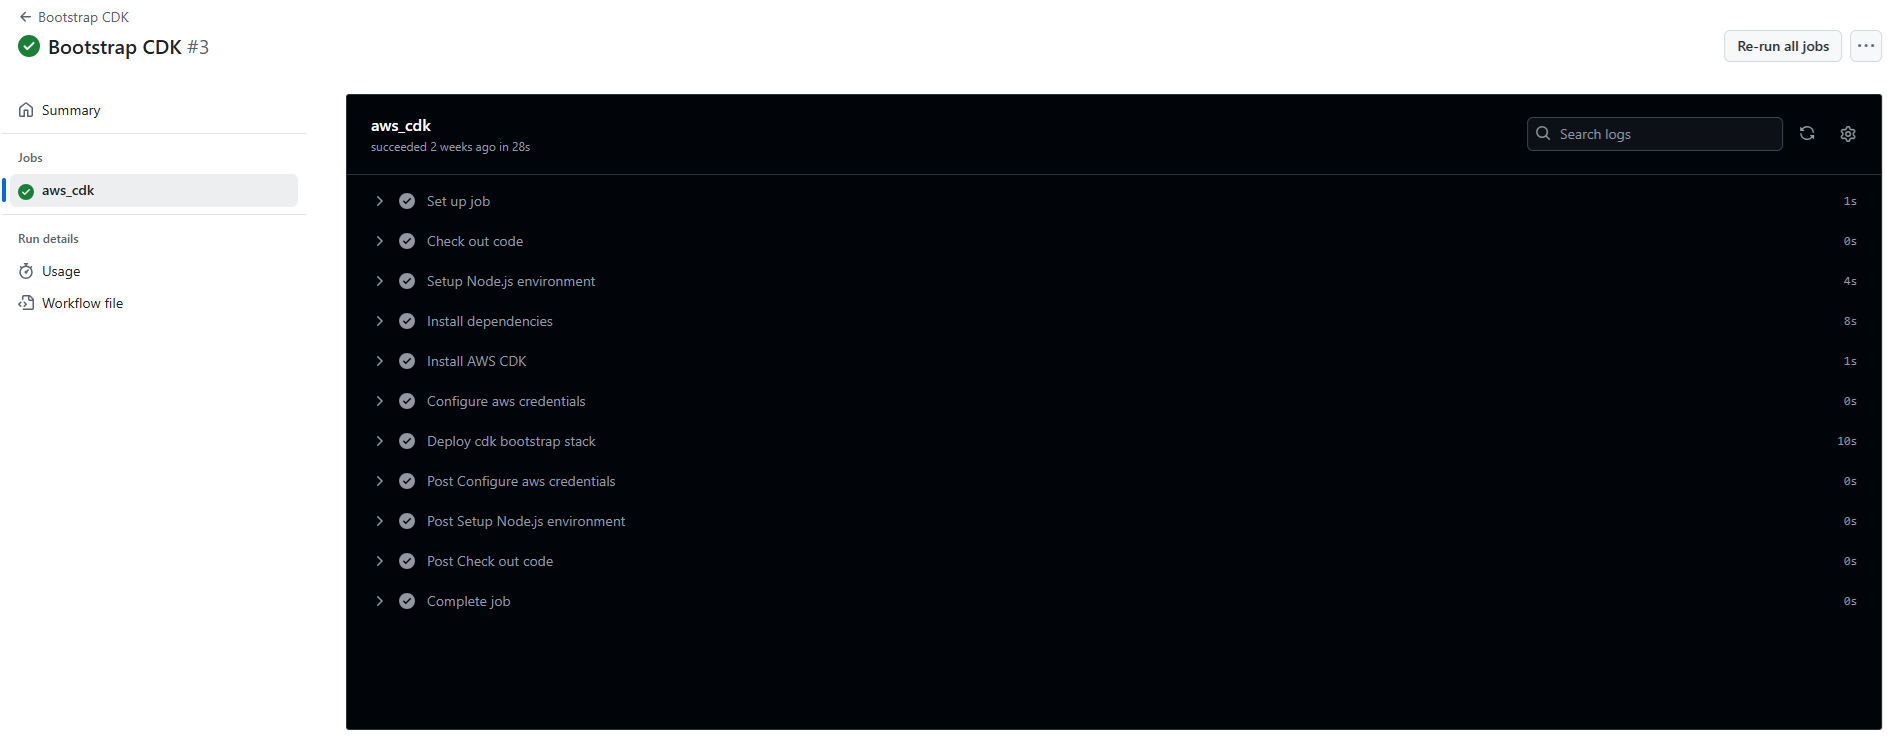 Bootstrap CDK
Bootstrap CDK #3
Re-run all jobs
Summary
Jobs
aws_cdk
Run details
Usage
Workflow file
aws_cdk
succeeded 2 weeks ago in 28s
Search logs
Set up job 1s
Check out code 0s
Setup Node.js environment 4s
Install dependencies 8s
Install AWS CDK 1s
Configure aws credentials 0s
Deploy cdk bootstrap stack 10s
Post Configure aws credentials 0s
Post Setup Node.js environment 0s
Post Check out code 0s
Complete job 0s